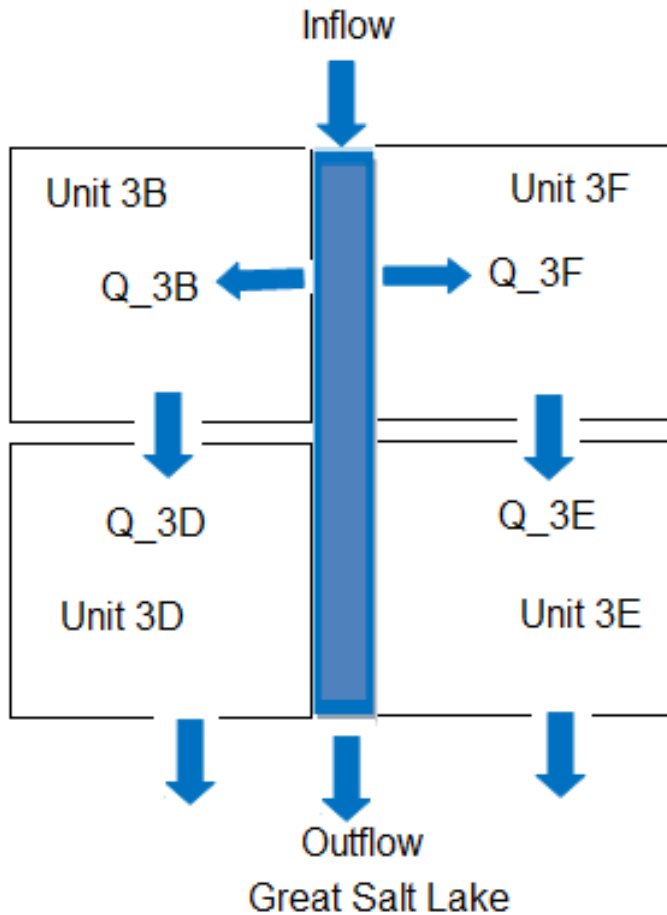 Inflow
Unit 3B
Unit 3F
Q_3B
Q_3F
Q_3D
Q_3E
Unit 3D
Unit 3E
Outflow
Great Salt Lake